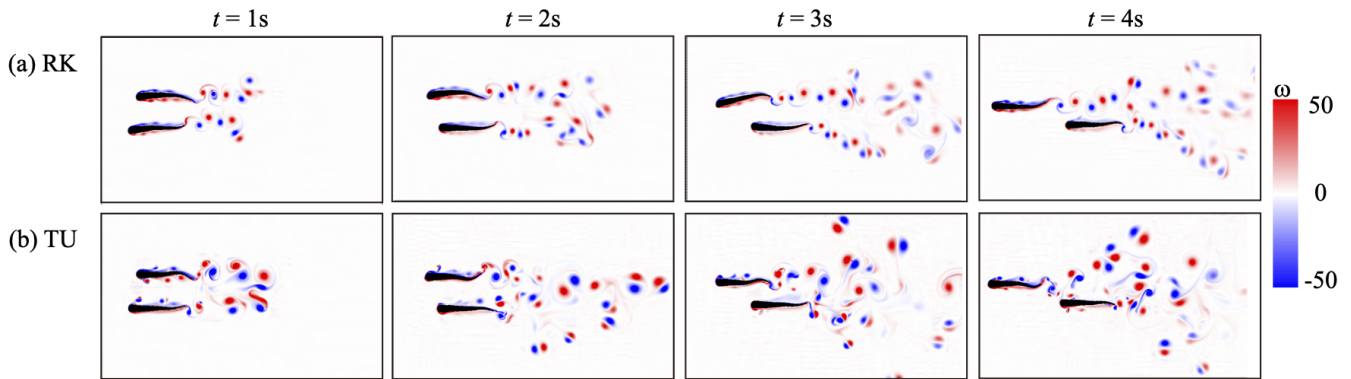 t = 1s t = 2s t = 3s t = 4s
(a) RK
ω
50
0
(b) TU
-50